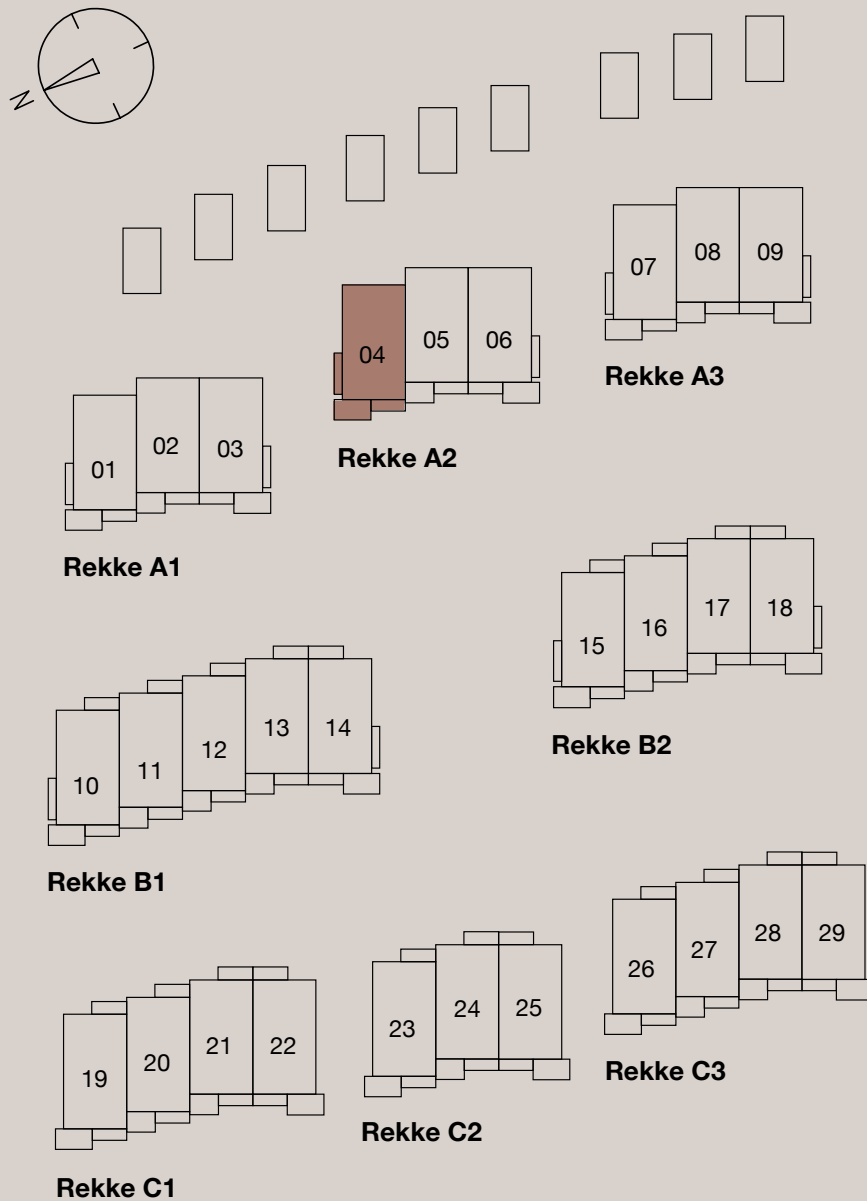 N
07 08 09
Rekke A3
04 05 06
Rekke A2
01 02 03
Rekke A1
15 16 17 18
Rekke B2
10 11 12 13 14
Rekke B1
26 27 28 29
Rekke C3
23 24 25
Rekke C2
19 20 21 22
Rekke C1